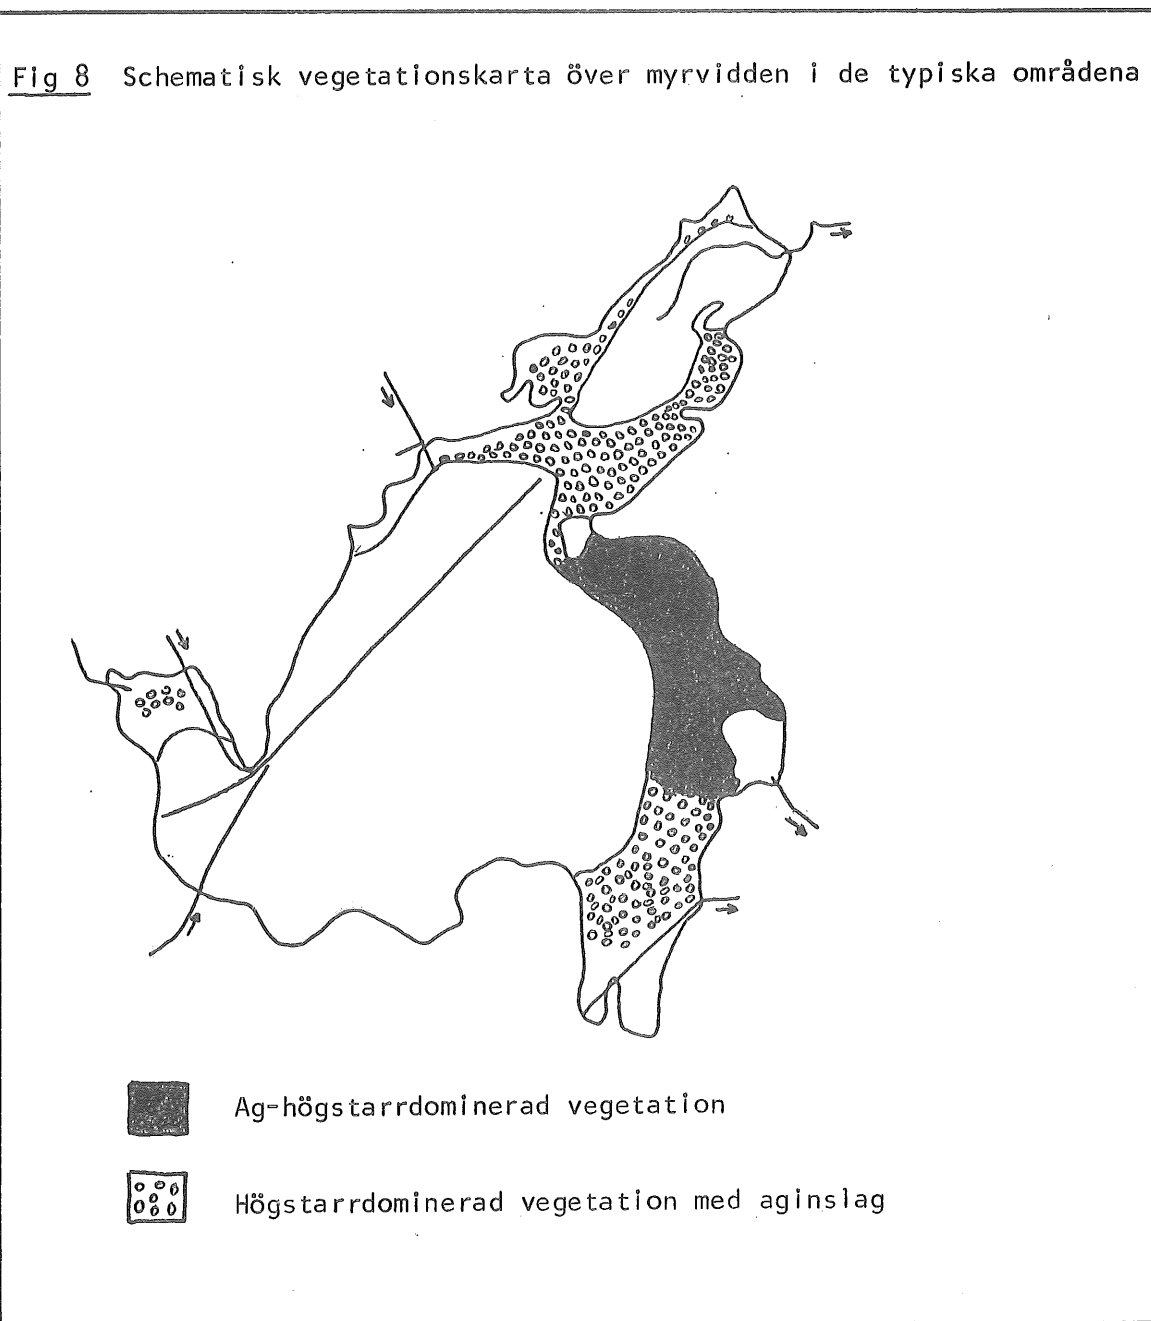 Fig 8 Schematisk vegetationskarta över myrvidden i de typiska områdena
Ag-högstarrdominerad vegetation
Högstarrdominerad vegetation med aginslag